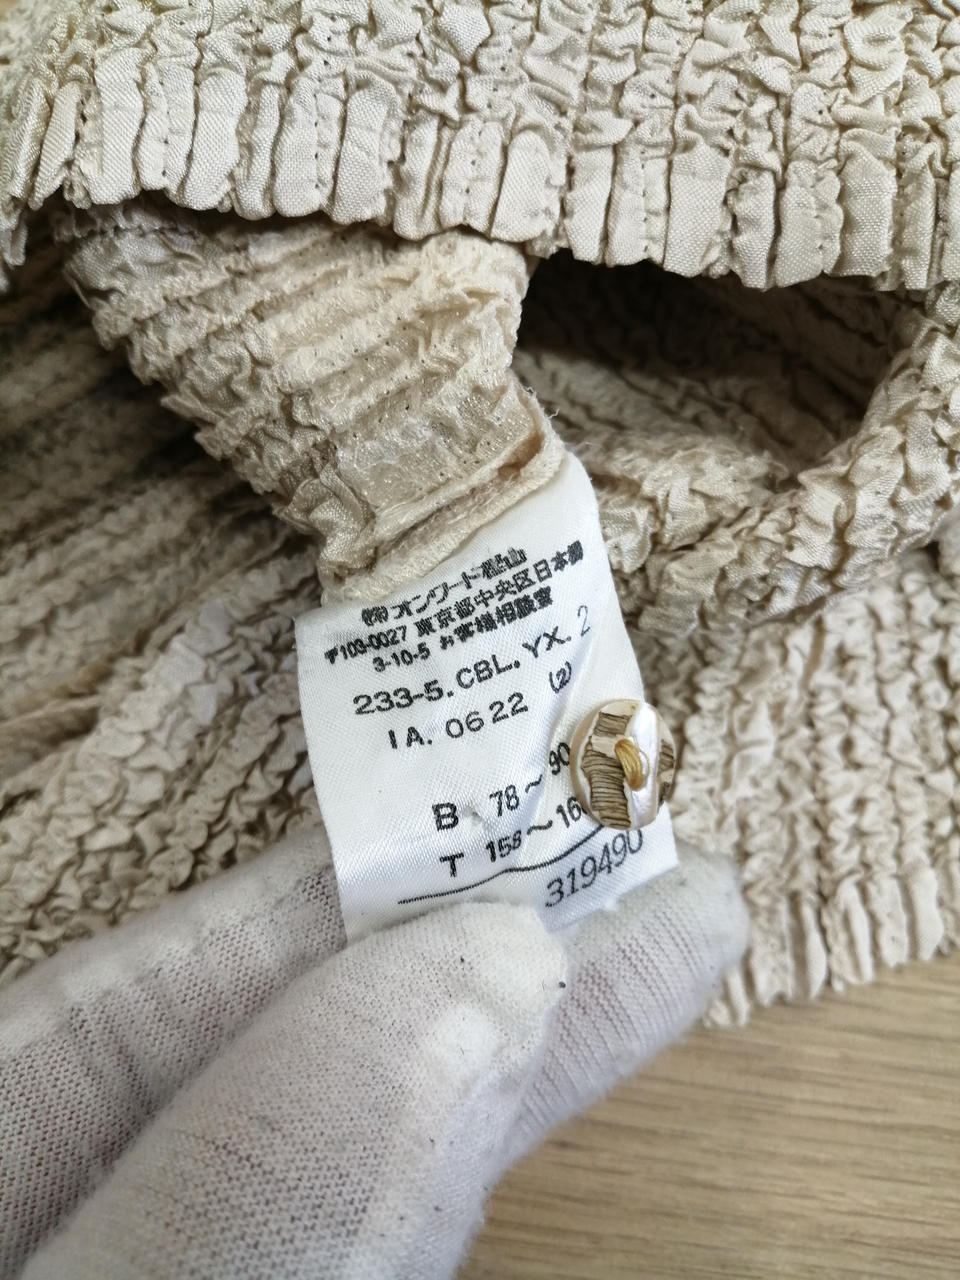 ㈱オンワード樫山
〒103-0027 東京都中央区日本橋
3-10-5 お客様相談室
233-5.CBL.YX. 2
IA. 0622 (2)
B 78～90
T 158～16
319490